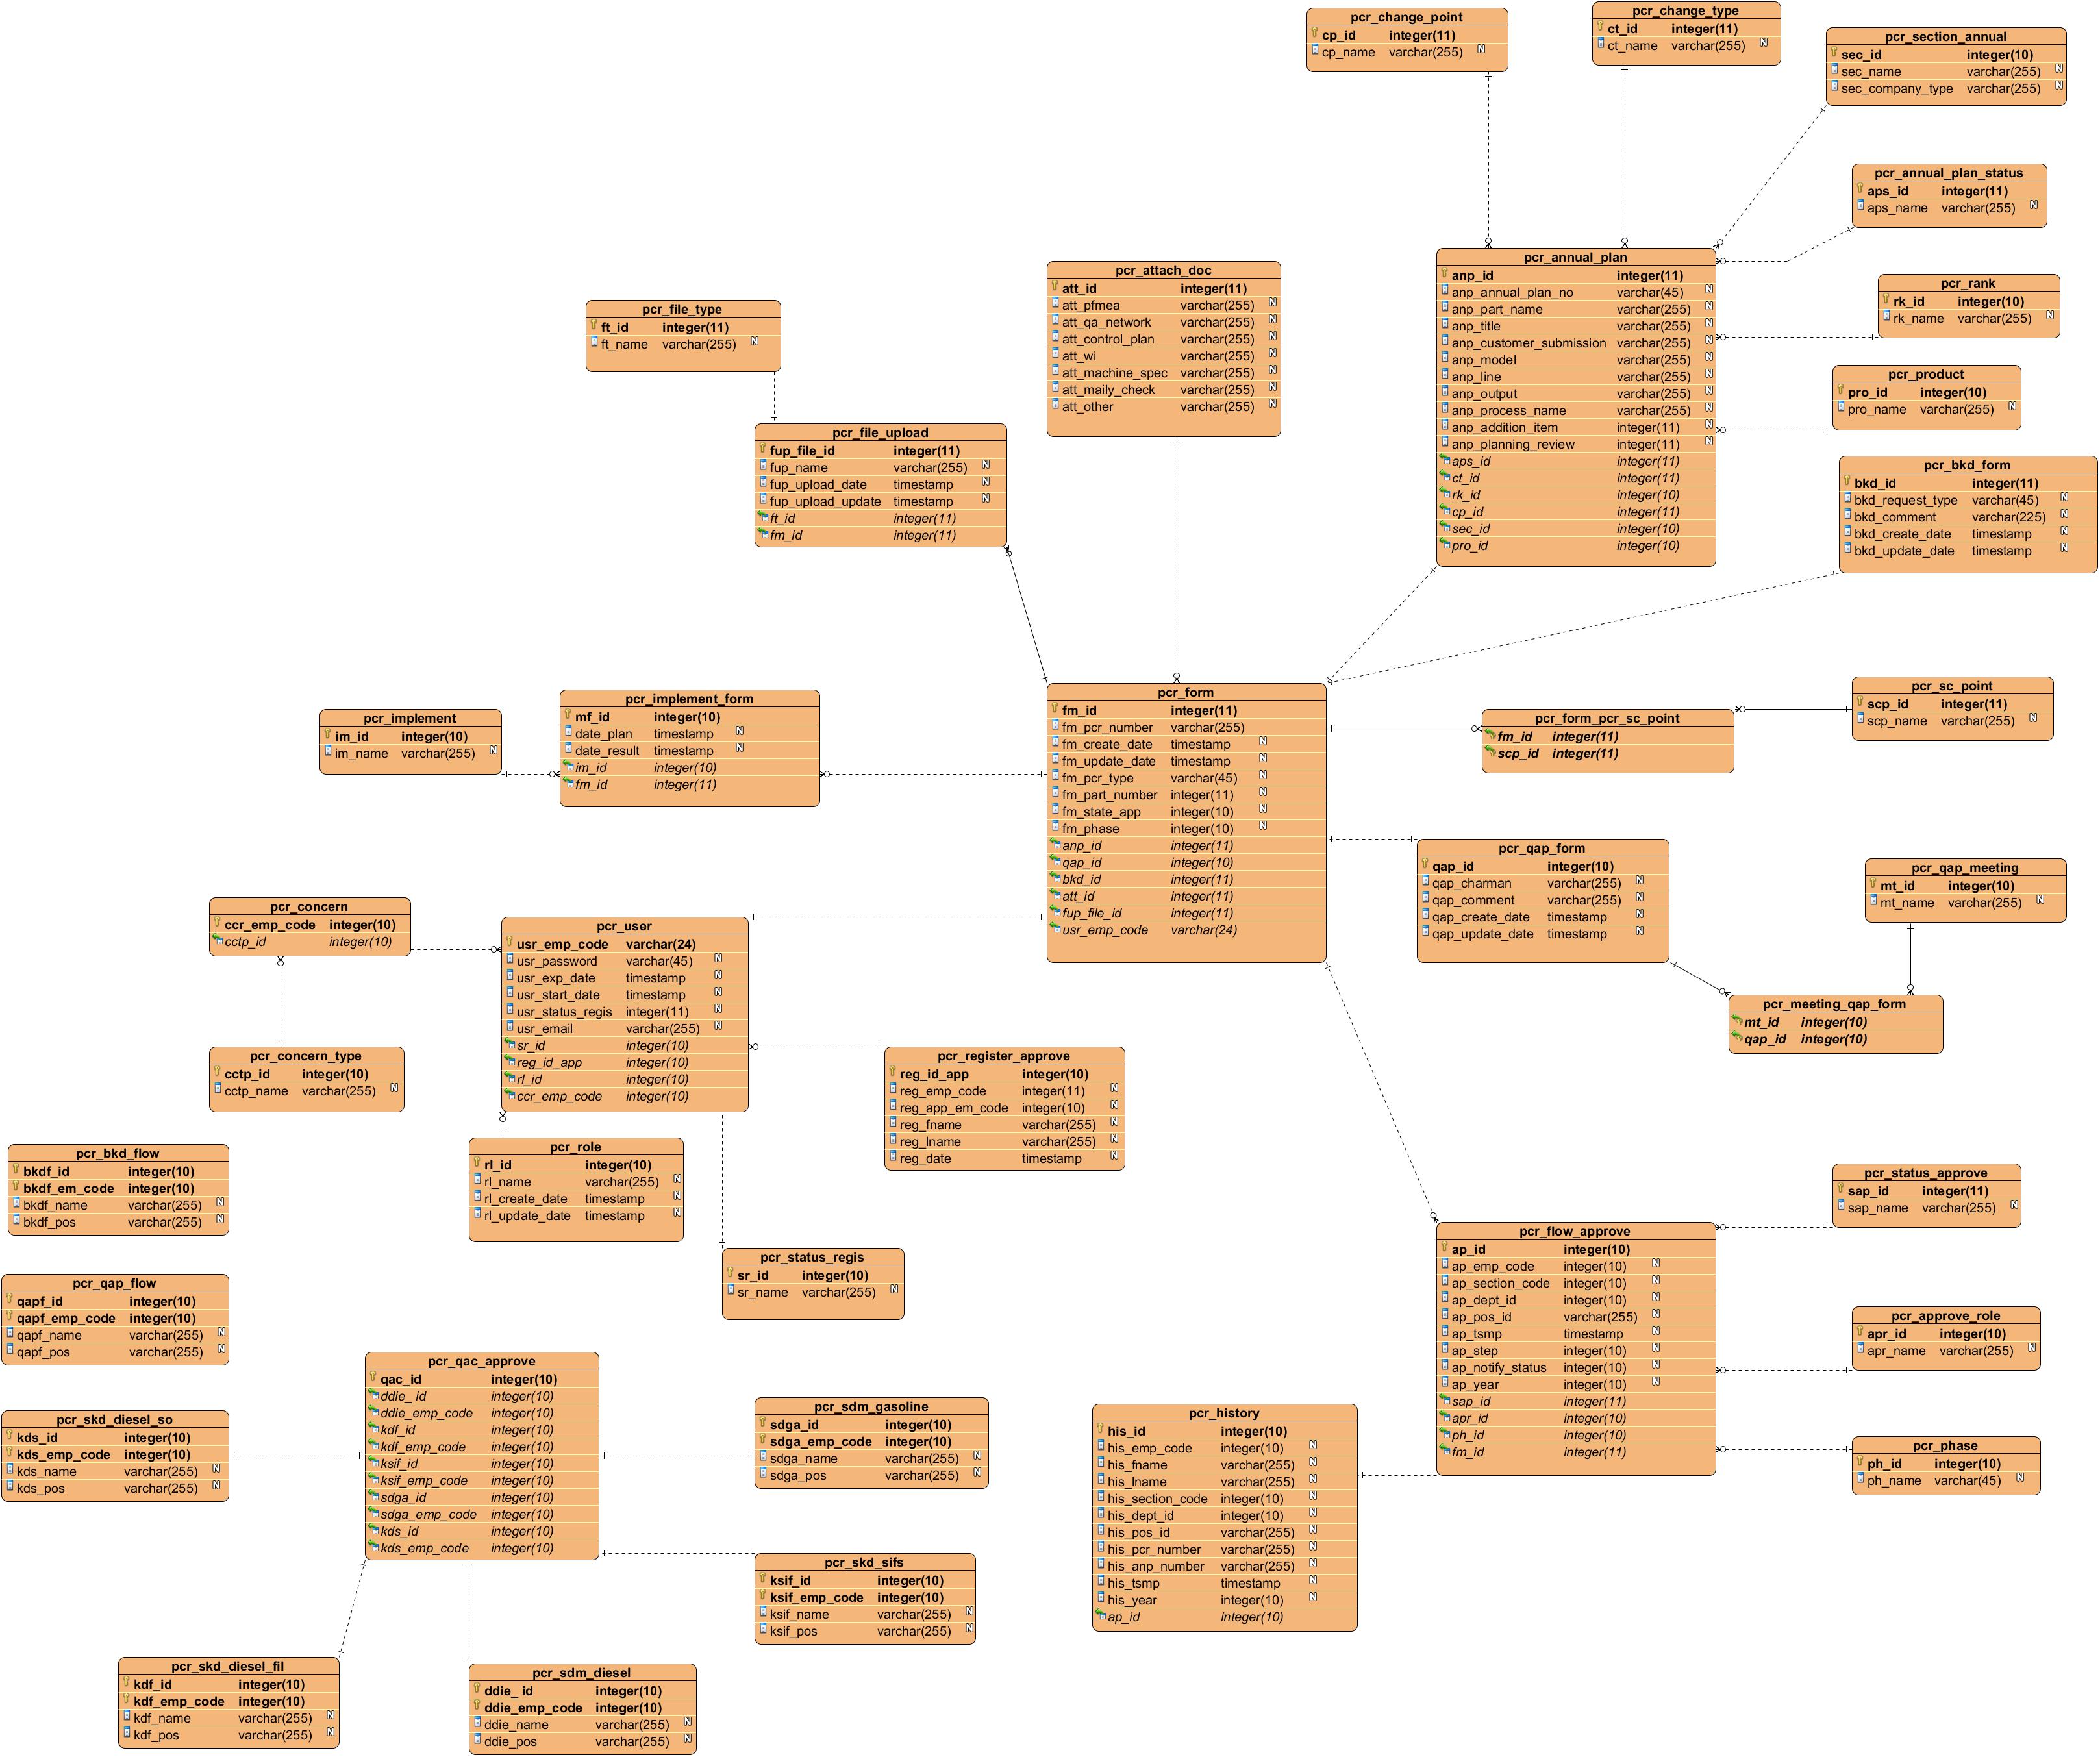 pcr_change_point
cp_id integer(11)
cp_name varchar(255) N
pcr_change_type
ct_id integer(11)
ct_name varchar(255) N
pcr_section_annual
sec_id integer(10)
sec_name varchar(255) N
sec_company_type varchar(255) N
pcr_annual_plan_status
aps_id integer(11)
aps_name varchar(255) N
pcr_annual_plan
anp_id integer(11)
anp_annual_plan_no varchar(45) N
anp_part_name varchar(255) N
anp_title varchar(255) N
anp_customer_submission varchar(255) N
anp_model varchar(255) N
anp_line varchar(255) N
anp_output varchar(255) N
anp_process_name varchar(255) N
anp_addition_item integer(11) N
anp_planning_review integer(11) N
aps_id integer(11)
ct_id integer(11)
rk_id integer(10)
cp_id integer(11)
sec_id integer(10)
pro_id integer(10)
pcr_rank
rk_id integer(10)
rk_name varchar(255) N
pcr_product
pro_id integer(10)
pro_name varchar(255) N
pcr_bkd_form
bkd_id integer(11)
bkd_request_type varchar(45) N
bkd_comment varchar(225) N
bkd_create_date timestamp N
bkd_update_date timestamp N
pcr_attach_doc
att_id integer(11)
att_pfmea varchar(255) N
att_qa_network varchar(255) N
att_control_plan varchar(255) N
att_wi varchar(255) N
att_machine_spec varchar(255) N
att_maily_check varchar(255) N
att_other varchar(255) N
pcr_file_type
ft_id integer(11)
ft_name varchar(255) N
pcr_file_upload
fup_file_id integer(11)
fup_name varchar(255) N
fup_upload_date timestamp N
fup_upload_update timestamp N
ft_id integer(11)
fm_id integer(11)
pcr_implement
im_id integer(10)
im_name varchar(255) N
pcr_implement_form
mf_id integer(10)
date_plan timestamp N
date_result timestamp N
im_id integer(10)
fm_id integer(11)
pcr_form
fm_id integer(11)
fm_pcr_number varchar(255)
fm_create_date timestamp N
fm_update_date timestamp N
fm_pcr_type varchar(45) N
fm_part_number integer(11) N
fm_state_app integer(10) N
fm_phase integer(10) N
anp_id integer(11)
qap_id integer(10)
bkd_id integer(11)
att_id integer(11)
fup_file_id integer(11)
usr_emp_code varchar(24)
pcr_form_pcr_sc_point
fm_id integer(11)
scp_id integer(11)
pcr_sc_point
scp_id integer(11)
scp_name varchar(255) N
pcr_qap_form
qap_id integer(10)
qap_charman varchar(255) N
qap_comment varchar(255) N
qap_create_date timestamp N
qap_update_date timestamp N
pcr_qap_meeting
mt_id integer(10)
mt_name varchar(255) N
pcr_meeting_qap_form
mt_id integer(10)
qap_id integer(10)
pcr_concern
ccr_emp_code integer(10)
cctp_id integer(10)
pcr_user
usr_emp_code varchar(24)
usr_password varchar(45) N
usr_exp_date timestamp N
usr_start_date timestamp N
usr_status_regis integer(11) N
usr_email varchar(255) N
sr_id integer(10)
reg_id_app integer(10)
rl_id integer(10)
ccr_emp_code integer(10)
pcr_concern_type
cctp_id integer(10)
cctp_name varchar(255) N
pcr_register_approve
reg_id_app integer(10)
reg_emp_code integer(11) N
reg_app_em_code integer(10) N
reg_fname varchar(255) N
reg_lname varchar(255) N
reg_date timestamp N
pcr_role
rl_id integer(10)
rl_name varchar(255) N
rl_create_date timestamp N
rl_update_date timestamp N
pcr_status_regis
sr_id integer(10)
sr_name varchar(255) N
pcr_bkd_flow
bkdf_id integer(10)
bkdf_em_code integer(10)
bkdf_name varchar(255) N
bkdf_pos varchar(255) N
pcr_qap_flow
qapf_id integer(10)
qapf_emp_code integer(10)
qapf_name varchar(255) N
qapf_pos varchar(255) N
pcr_skd_diesel_so
kds_id integer(10)
kds_emp_code integer(10)
kds_name varchar(255) N
kds_pos varchar(255) N
pcr_qac_approve
qac_id integer(10)
ddie_ id integer(10)
ddie_emp_code integer(10)
kdf_id integer(10)
kdf_emp_code integer(10)
ksif_id integer(10)
ksif_emp_code integer(10)
sdga_id integer(10)
sdga_emp_code integer(10)
kds_id integer(10)
kds_emp_code integer(10)
pcr_sdm_gasoline
sdga_id integer(10)
sdga_emp_code integer(10)
sdga_name varchar(255) N
sdga_pos varchar(255) N
pcr_skd_sifs
ksif_id integer(10)
ksif_emp_code integer(10)
ksif_name varchar(255) N
ksif_pos varchar(255) N
pcr_skd_diesel_fil
kdf_id integer(10)
kdf_emp_code integer(10)
kdf_name varchar(255) N
kdf_pos varchar(255) N
pcr_sdm_diesel
ddie_ id integer(10)
ddie_emp_code integer(10)
ddie_name varchar(255) N
ddie_pos varchar(255) N
pcr_history
his_id integer(10)
his_emp_code integer(10) N
his_fname varchar(255) N
his_lname varchar(255) N
his_section_code integer(10) N
his_dept_id integer(10) N
his_pos_id varchar(255) N
his_pcr_number varchar(255) N
his_anp_number varchar(255) N
his_tsmp timestamp N
his_year integer(10) N
ap_id integer(10)
pcr_flow_approve
ap_id integer(10)
ap_emp_code integer(10) N
ap_section_code integer(10) N
ap_dept_id integer(10) N
ap_pos_id varchar(255) N
ap_tsmp timestamp N
ap_step integer(10) N
ap_notify_status integer(10) N
ap_year integer(10) N
sap_id integer(11)
apr_id integer(10)
ph_id integer(10)
fm_id integer(11)
pcr_status_approve
sap_id integer(11)
sap_name varchar(255) N
pcr_approve_role
apr_id integer(10)
apr_name varchar(255) N
pcr_phase
ph_id integer(10)
ph_name varchar(45) N